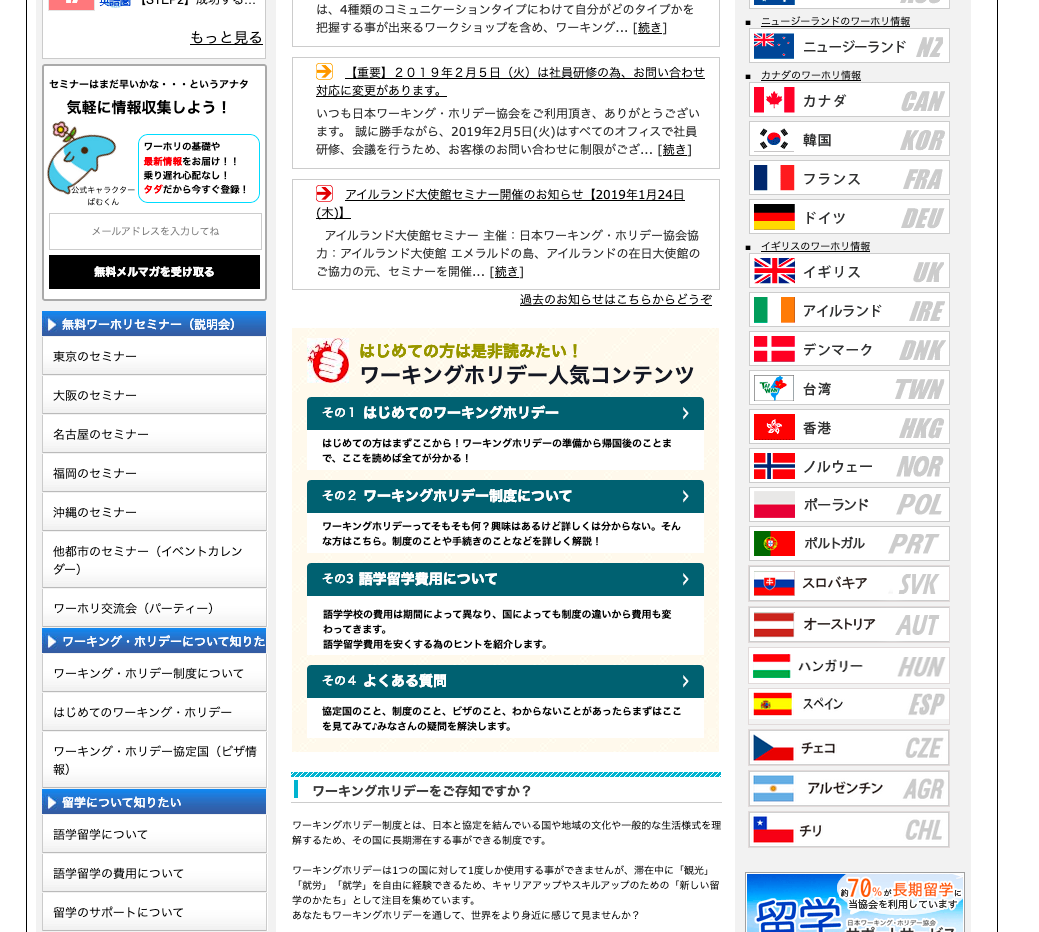 英語圏 【STEP2】成功する…
もっと見る
セミナーはまだ早いかな・・・というアナタ
気軽に情報収集しよう！
ワーホリの基礎や
最新情報をお届け！！
乗り遅れ心配なし！
タダだから今すぐ登録！
公式キャラクター
ぱむくん
メールアドレスを入力してね
無料メルマガを受け取る
無料ワーホリセミナー（説明会）
東京のセミナー
大阪のセミナー
名古屋のセミナー
福岡のセミナー
沖縄のセミナー
他都市のセミナー（イベントカレン
ダー）
ワーホリ交流会（パーティー）
ワーキング・ホリデーについて知りた
ワーキング・ホリデー制度について
はじめてのワーキング・ホリデー
ワーキング・ホリデー協定国（ビザ情
報）
留学について知りたい
語学留学について
語学留学の費用について
留学のサポートについて
は、4種類のコミュニケーションタイプにわけて自分がどのタイプかを
把握する事が出来るワークショップを含め、ワーキング... [続き]
【重要】２０１９年２月５日（火）は社員研修の為、お問い合わせ
対応に変更があります。
いつも日本ワーキング・ホリデー協会をご利用頂き、ありがとうござい
ます。 誠に勝手ながら、2019年2月5日(火)はすべてのオフィスで社員
研修、会議を行うため、お客様のお問い合わせに制限がござ... [続き]
アイルランド大使館セミナー開催のお知らせ【2019年1月24日
(木)】
アイルランド大使館セミナー 主催：日本ワーキング・ホリデー協会協
力：アイルランド大使館 エメラルドの島、アイルランドの在日大使館の
ご協力の元、セミナーを開催... [続き]
過去のお知らせはこちらからどうぞ
はじめての方は是非読みたい！
ワーキングホリデー人気コンテンツ
その１ はじめてのワーキングホリデー
はじめての方はまずここから！ワーキングホリデーの準備から帰国後のことま
で、ここを読めば全てが分かる！
その２ ワーキングホリデー制度について
ワーキングホリデーってそもそも何？興味はあるけど詳しくは分からない。そん
な方はこちら。制度のことや手続きのことなどを詳しく解説！
その3 語学留学費用について
語学学校の費用は期間によって異なり、国によっても制度の違いから費用も変
わってきます。
語学留学費用を安くする為のヒントを紹介します。
その４ よくある質問
協定国のこと、制度のこと、ビザのこと、わからないことがあったらまずはここ
を見てみて♪みなさんの疑問を解決します。
ワーキングホリデーをご存知ですか？
ワーキングホリデー制度とは、日本と協定を結んでいる国や地域の文化や一般的な生活様式を理
解するため、その国に長期滞在する事ができる制度です。
ワーキングホリデーは1つの国に対して1度しか使用する事ができませんが、滞在中に「観光」
「就労」「就学」を自由に経験できるため、キャリアアップやスキルアップのための「新しい留
学のかたち」として注目を集めています。
あなたもワーキングホリデーを通して、世界をより身近に感じて見ませんか？
ニュージーランドのワーホリ情報
ニュージーランド NZ
カナダのワーホリ情報
カナダ CAN
韓国 KOR
フランス FRA
ドイツ DEU
イギリスのワーホリ情報
イギリス UK
アイルランド IRE
デンマーク DNK
台湾 TWN
香港 HKG
ノルウェー NOR
ポーランド POL
ポルトガル PRT
スロバキア SVK
オーストリア AUT
ハンガリー HUN
スペイン ESP
チェコ CZE
アルゼンチン AGR
チリ CHL
約70%が長期留学に
当協会を利用しています
留学 日本ワーキング・ホリデー協会
サポートサービス